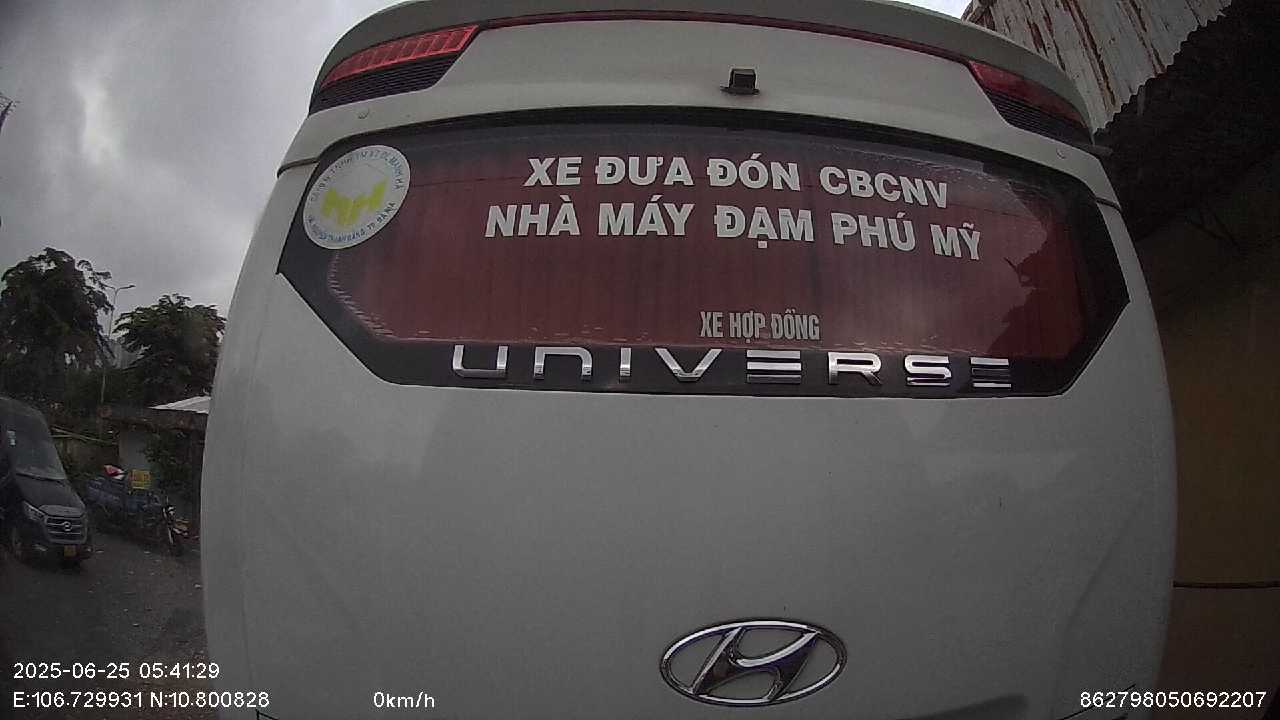 XE ĐƯA ĐÓN CBCNV
NHÀ MÁY ĐẠM PHÚ MỸ
XE HỢP ĐỒNG
UNIVERSE
2025-06-25 05:41:29
E:106.729931 N:10.800828
0km/h
862798050692207